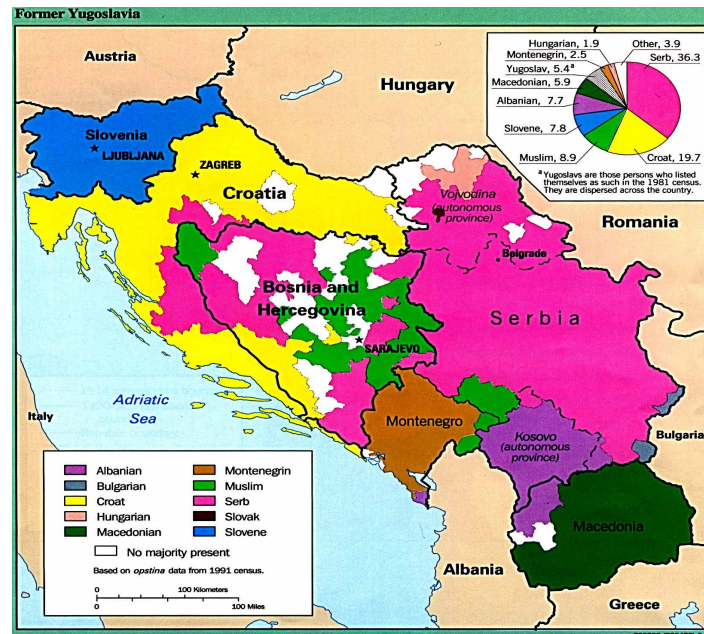 Former Yugoslavia
Austria
Hungary
Hungarian, 1.9
Other, 3.9
Montenegrin, 2.5
Serb, 36.3
Yugoslav, 5.4ᵃ
Macedonian, 5.9
Albanian, 7.7
Slovene, 7.8
Muslim, 8.9
Croat, 19.7
ᵃYugoslavs are those persons who listed
themselves as such in the 1981 census.
They are dispersed across the country.
Slovenia
LJUBLJANA
ZAGREB
Croatia
Vojvodina
(autonomous
province)
Romania
Belgrade
Bosnia and
Hercegovina
Serbia
SARAJEVO
Adriatic
Sea
Italy
Montenegro
Kosovo
(autonomous
province)
Bulgaria
Macedonia
Albania
Greece
Albanian
Montenegrin
Bulgarian
Muslim
Croat
Serb
Hungarian
Slovak
Macedonian
Slovene
No majority present
Based on opstina data from 1991 census.
0 100 Kilometers
0 100 Miles